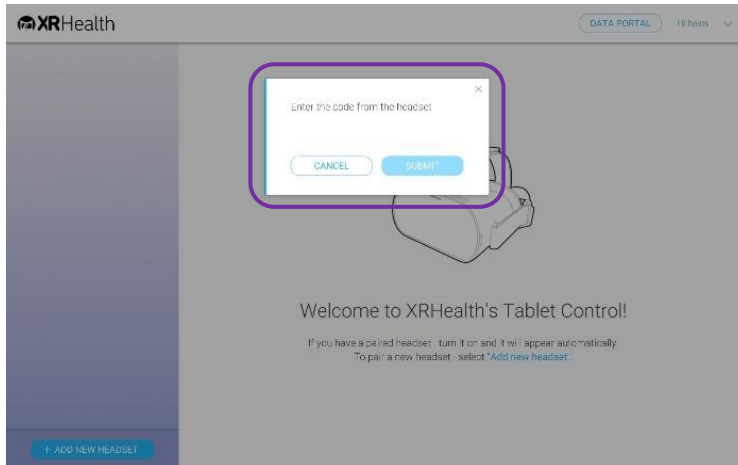 XRHealth
DATA PORTAL
Hi haim
Enter the code from the headset
CANCEL
SUBMIT
Welcome to XRHealth's Tablet Control!
If you have a paired headset turn it on and it will appear automatically.
To pair a new headset select "Add new headset".
+ ADD NEW HEADSET